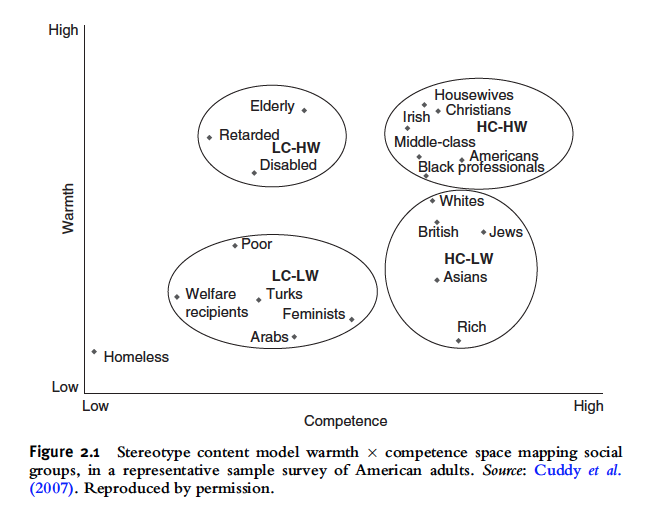 High
Housewives
Elderly
Christians
Irish
HC-HW
Retarded
LC-HW
Middle-class
Americans
Disabled
Black professionals
Warmth
Whites
British
Jews
Poor
HC-LW
LC-LW
Asians
Welfare
recipients
Turks
Feminists
Rich
Arabs
Homeless
Low
Low
High
Competence
Figure 2.1 Stereotype content model warmth × competence space mapping social
groups, in a representative sample survey of American adults. Source: Cuddy et al.
(2007). Reproduced by permission.